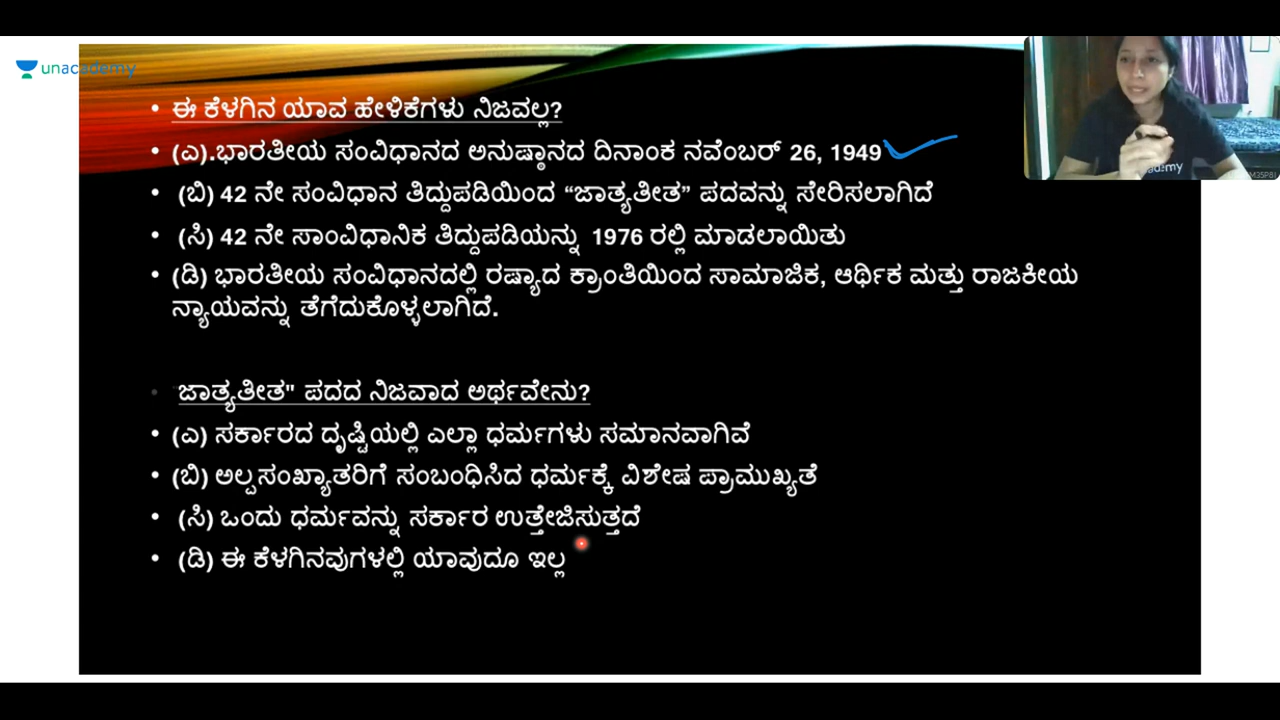 unacademy
• ಈ ಕೆಳಗಿನ ಯಾವ ಹೇಳಿಕೆಗಳು ನಿಜವಲ್ಲ?
• (ಎ).ಭಾರತೀಯ ಸಂವಿಧಾನದ ಅನುಷ್ಠಾನದ ದಿನಾಂಕ ನವೆಂಬರ್ 26, 1949
• (ಬಿ) 42 ನೇ ಸಂವಿಧಾನ ತಿದ್ದುಪಡಿಯಿಂದ “ಜಾತ್ಯತೀತ” ಪದವನ್ನು ಸೇರಿಸಲಾಗಿದೆ
• (ಸಿ) 42 ನೇ ಸಾಂವಿಧಾನಿಕ ತಿದ್ದುಪಡಿಯನ್ನು 1976 ರಲ್ಲಿ ಮಾಡಲಾಯಿತು
• (ಡಿ) ಭಾರತೀಯ ಸಂವಿಧಾನದಲ್ಲಿ ರಷ್ಯಾದ ಕ್ರಾಂತಿಯಿಂದ ಸಾಮಾಜಿಕ, ಆರ್ಥಿಕ ಮತ್ತು ರಾಜಕೀಯ
ನ್ಯಾಯವನ್ನು ತೆಗೆದುಕೊಳ್ಳಲಾಗಿದೆ.
• "ಜಾತ್ಯತೀತ" ಪದದ ನಿಜವಾದ ಅರ್ಥವೇನು?
• (ಎ) ಸರ್ಕಾರದ ದೃಷ್ಟಿಯಲ್ಲಿ ಎಲ್ಲಾ ಧರ್ಮಗಳು ಸಮಾನವಾಗಿವೆ
• (ಬಿ) ಅಲ್ಪಸಂಖ್ಯಾತರಿಗೆ ಸಂಬಂಧಿಸಿದ ಧರ್ಮಕ್ಕೆ ವಿಶೇಷ ಪ್ರಾಮುಖ್ಯತೆ
• (ಸಿ) ಒಂದು ಧರ್ಮವನ್ನು ಸರ್ಕಾರ ಉತ್ತೇಜಿಸುತ್ತದೆ
• (ಡಿ) ಈ ಕೆಳಗಿನವುಗಳಲ್ಲಿ ಯಾವುದೂ ಇಲ್ಲ